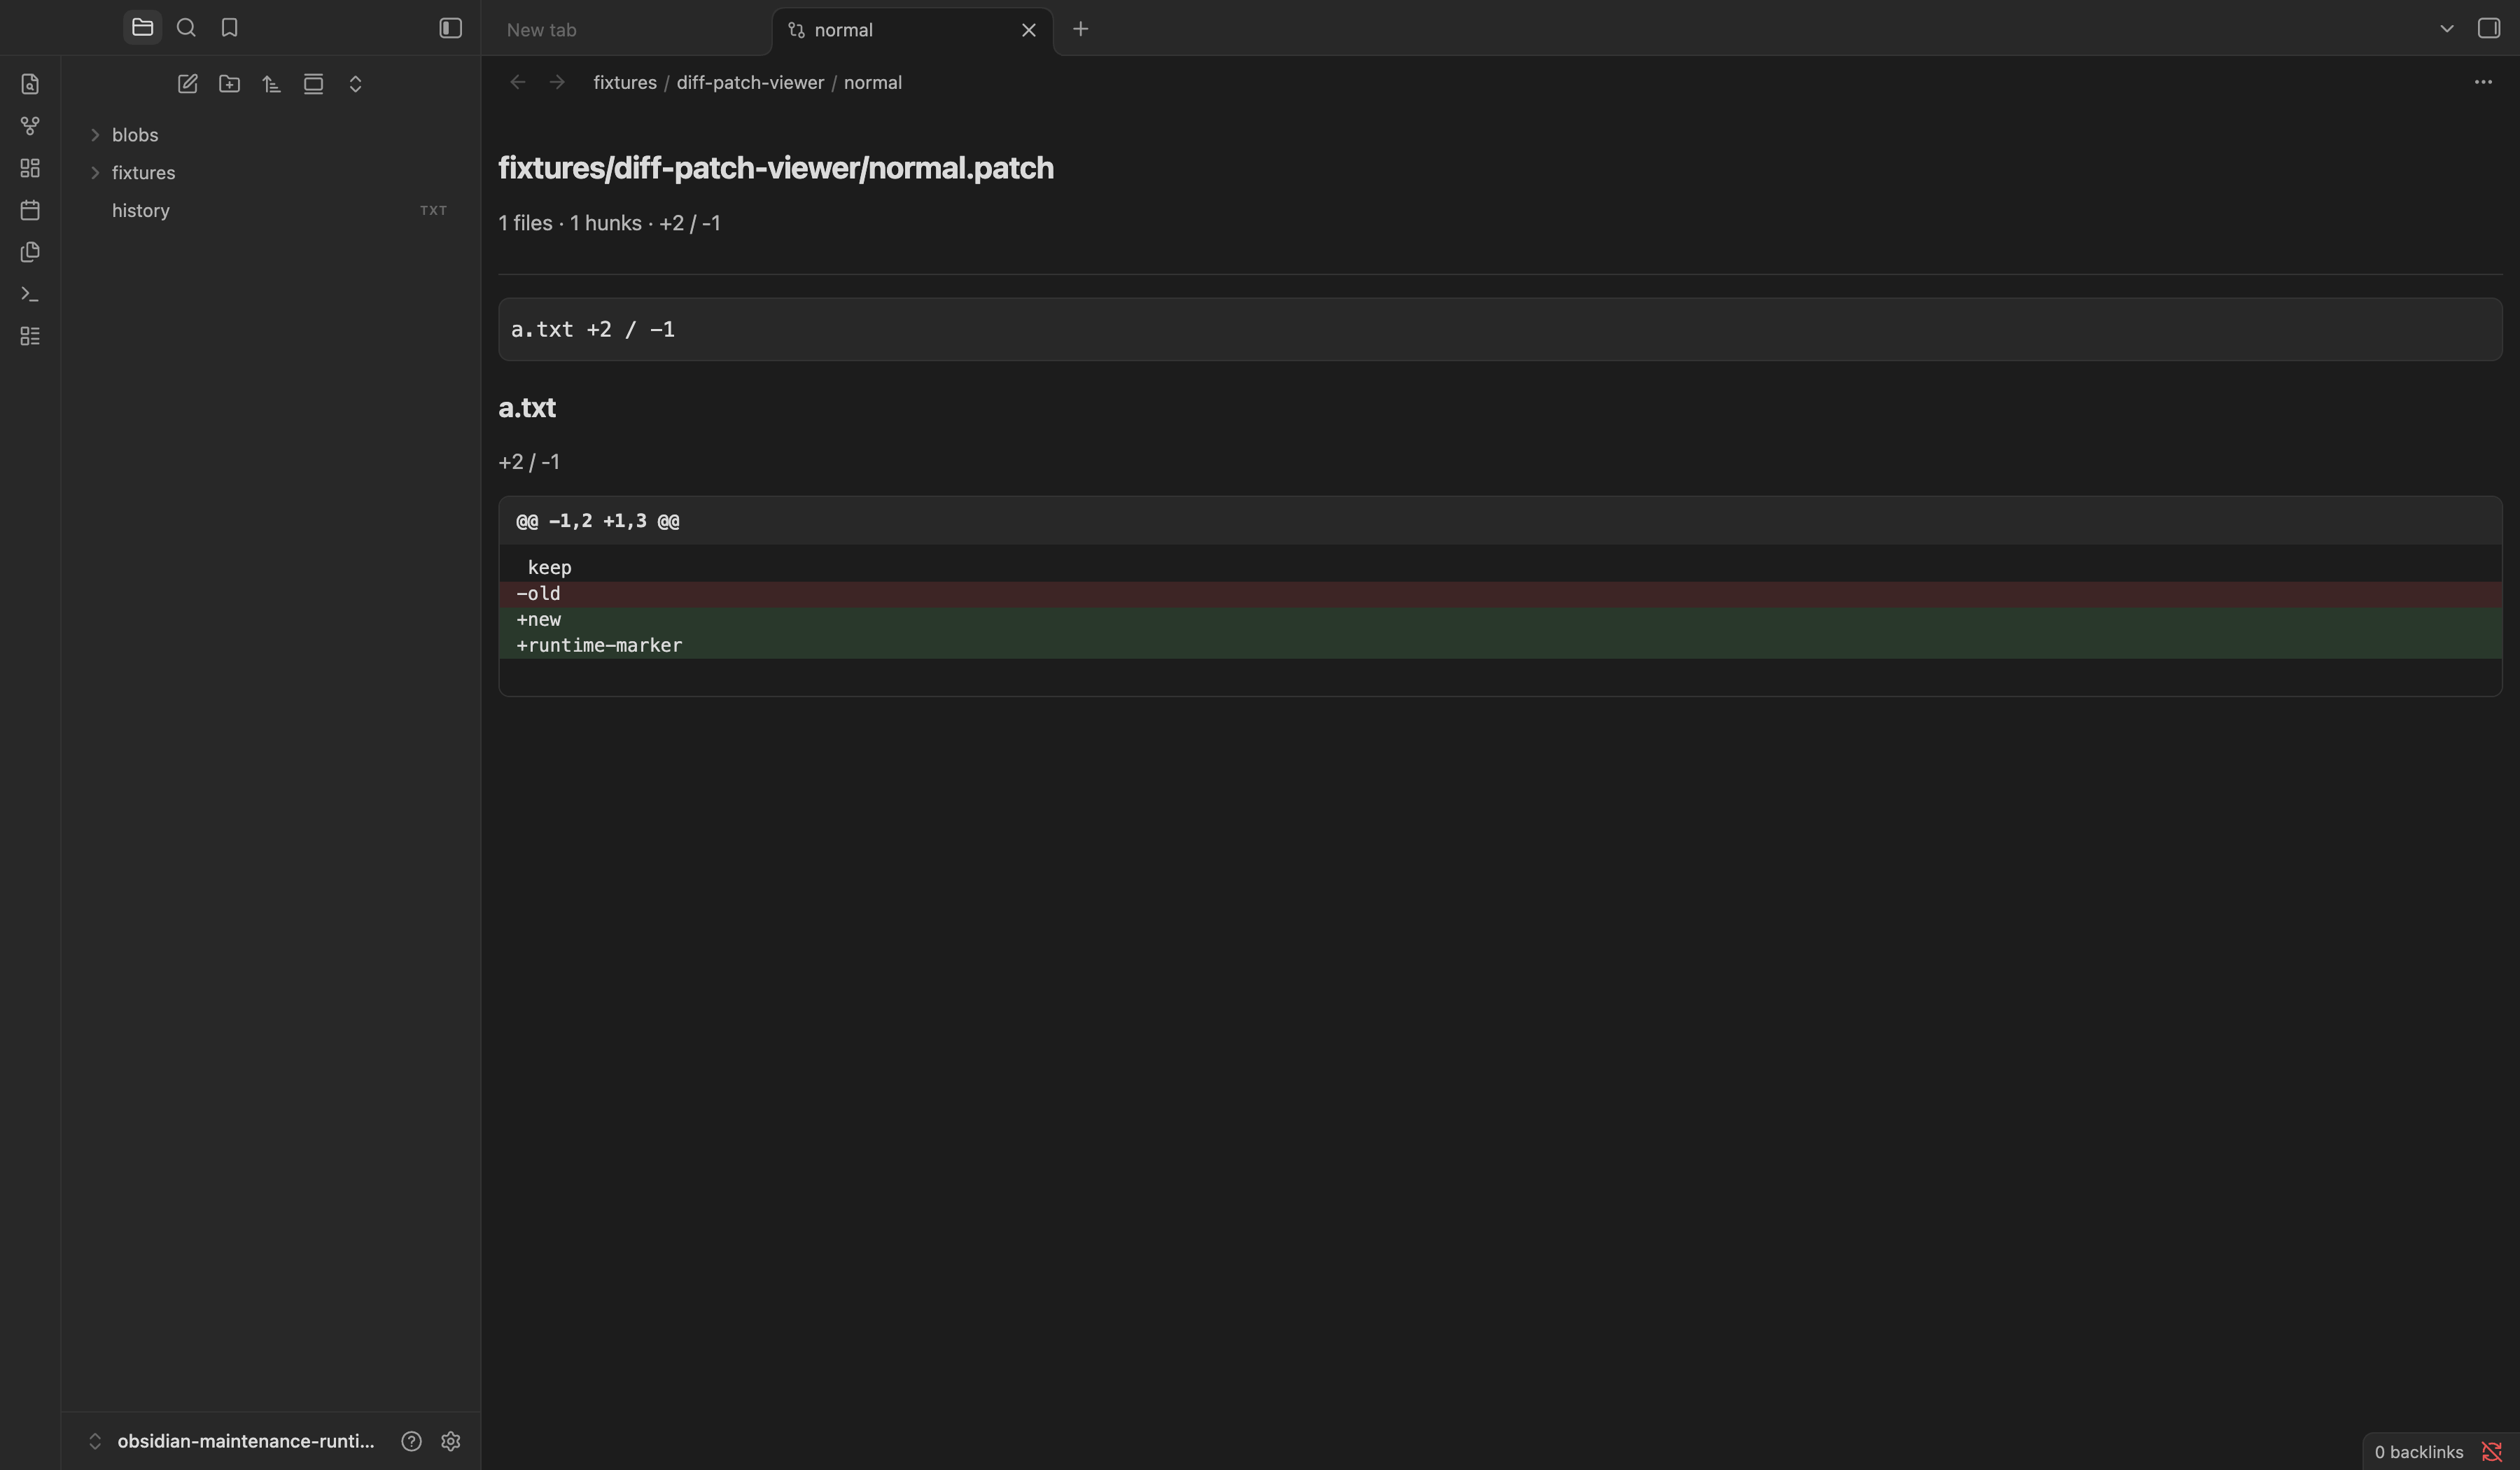 New tab
normal
fixtures / diff-patch-viewer / normal
blobs
fixtures
history TXT
fixtures/diff-patch-viewer/normal.patch
1 files · 1 hunks · +2 / -1
a.txt +2 / -1
a.txt
+2 / -1
@@ -1,2 +1,3 @@
 keep
-old
+new
+runtime-marker
obsidian-maintenance-runti...
0 backlinks